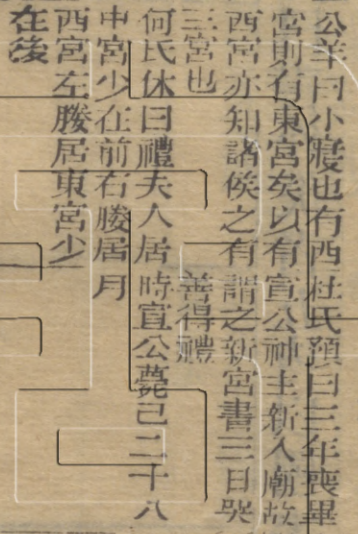 公羊曰小寢也有西
宮則有東宮矣以有
西宮亦知諸侯之有
三宮也
何氏休曰禮夫人居
中宮少在前右媵居
西宮左媵居東宮少
在後
杜氏預曰三年喪畢
宣公神主新入廟故
謂之新宮書三日哭
善得禮
時宣公薨已二十八
月